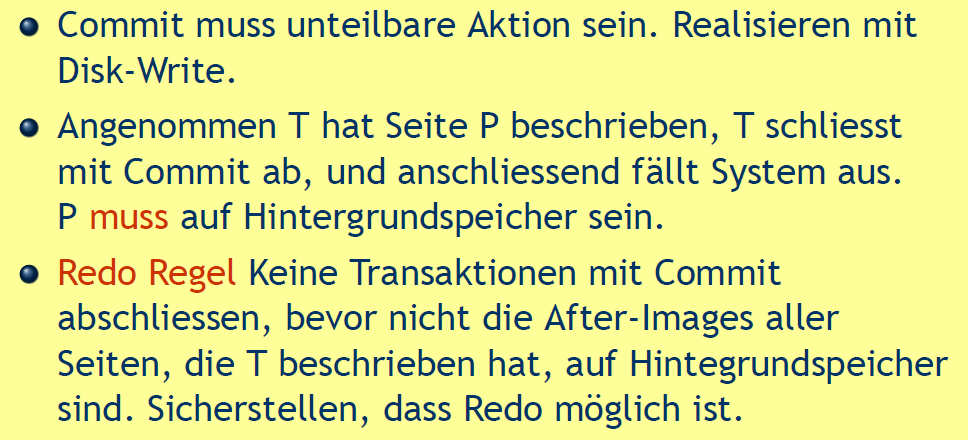 Commit muss unteilbare Aktion sein. Realisieren mit
Disk-Write.
Angenommen T hat Seite P beschrieben, T schliesst
mit Commit ab, und anschliessend fällt System aus.
P muss auf Hintergrundspeicher sein.
Redo Regel Keine Transaktionen mit Commit
abschliessen, bevor nicht die After-Images aller
Seiten, die T beschrieben hat, auf Hintegrundspeicher
sind. Sicherstellen, dass Redo möglich ist.